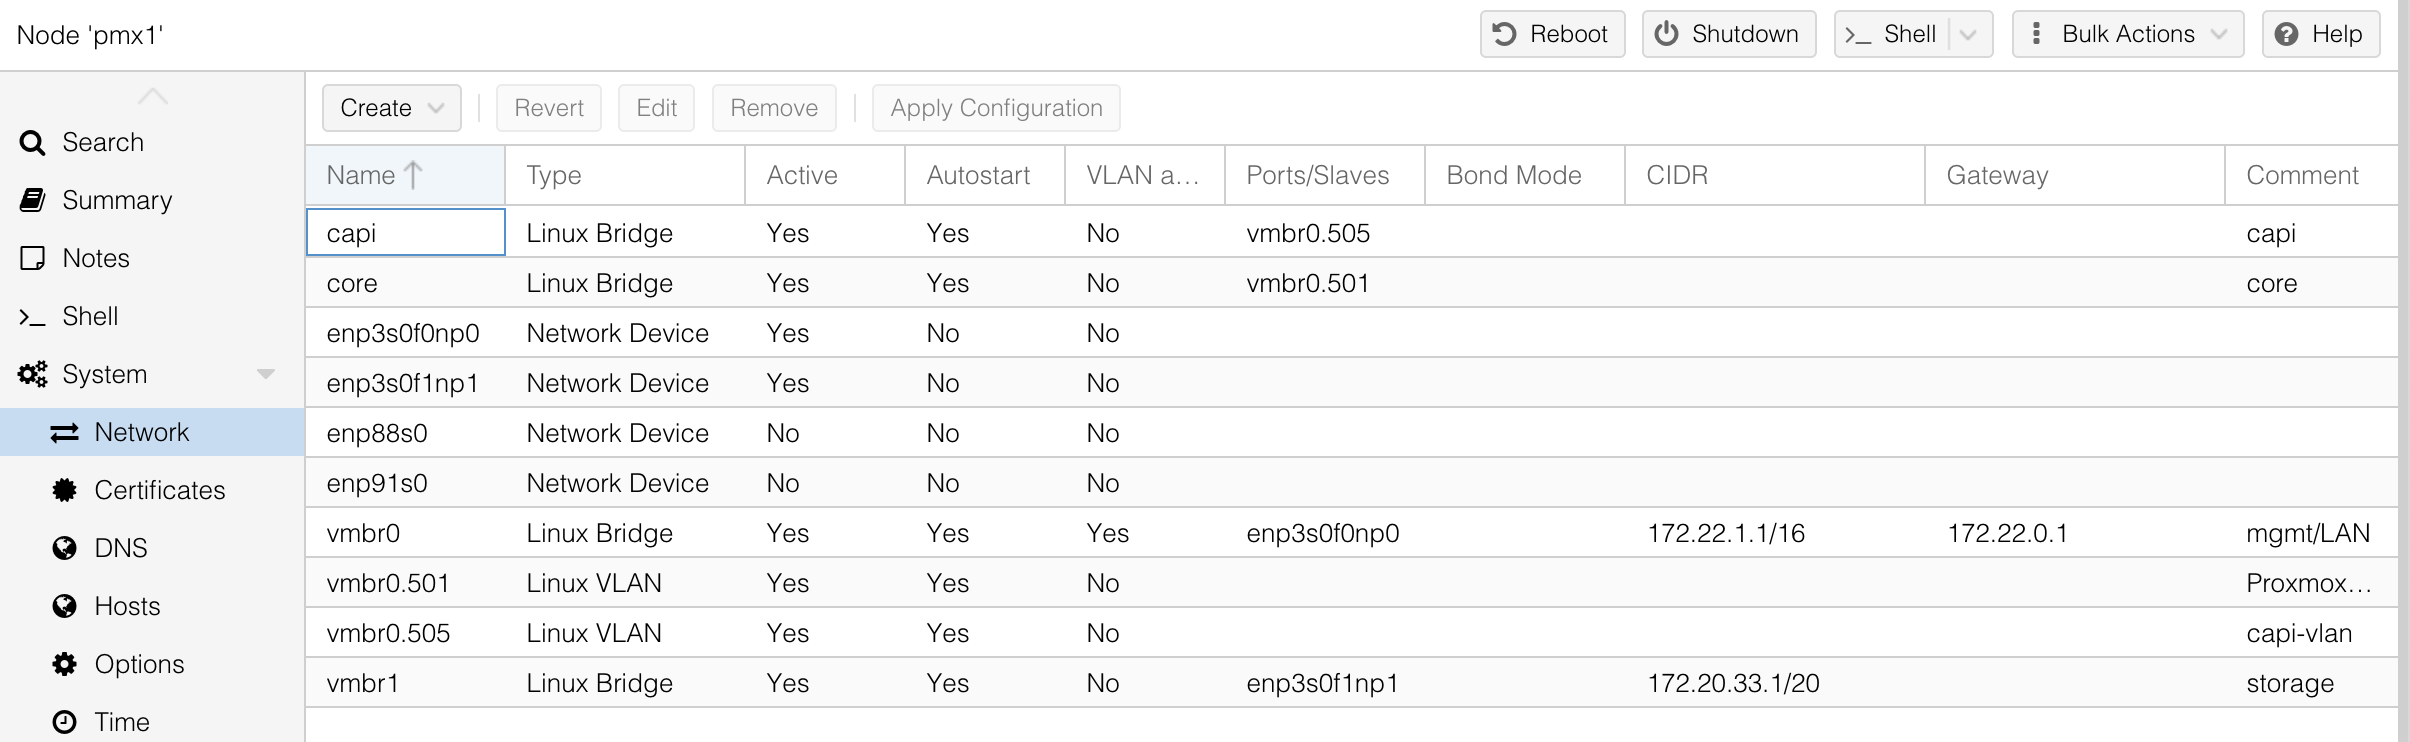 Node 'pmx1'
Reboot Shutdown Shell Bulk Actions Help
Search
Summary
Notes
Shell
System
Network
Certificates
DNS
Hosts
Options
Time
Create Revert Edit Remove Apply Configuration
Name Type Active Autostart VLAN a... Ports/Slaves Bond Mode CIDR Gateway Comment
capi Linux Bridge Yes Yes No vmbr0.505 capi
core Linux Bridge Yes Yes No vmbr0.501 core
enp3s0f0np0 Network Device Yes No No
enp3s0f1np1 Network Device Yes No No
enp88s0 Network Device No No No
enp91s0 Network Device No No No
vmbr0 Linux Bridge Yes Yes Yes enp3s0f0np0 172.22.1.1/16 172.22.0.1 mgmt/LAN
vmbr0.501 Linux VLAN Yes Yes No Proxmox...
vmbr0.505 Linux VLAN Yes Yes No capi-vlan
vmbr1 Linux Bridge Yes Yes No enp3s0f1np1 172.20.33.1/20 storage